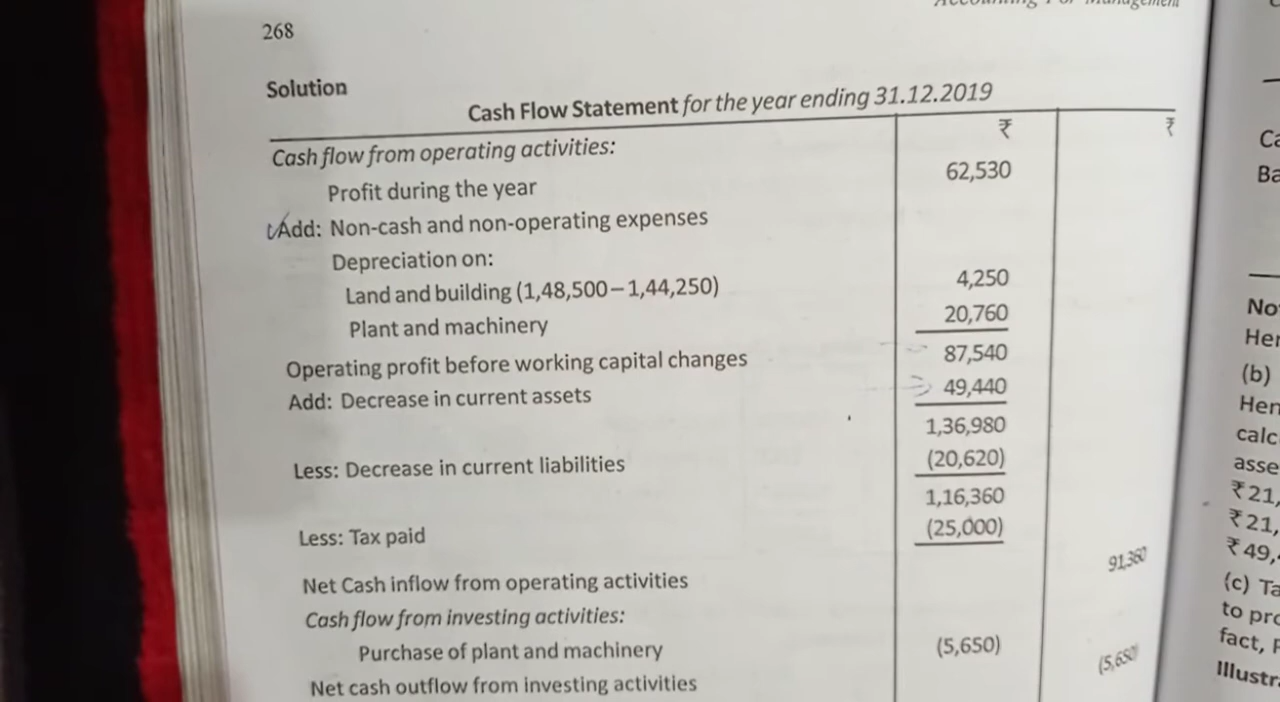 268
Solution
Cash Flow Statement for the year ending 31.12.2019
₹ ₹
Cash flow from operating activities:
Profit during the year 62,530
Add: Non-cash and non-operating expenses
Depreciation on:
Land and building (1,48,500–1,44,250) 4,250
Plant and machinery 20,760
Operating profit before working capital changes 87,540
Add: Decrease in current assets 49,440
1,36,980
Less: Decrease in current liabilities (20,620)
1,16,360
Less: Tax paid (25,000)
Net Cash inflow from operating activities 91,360
Cash flow from investing activities:
Purchase of plant and machinery (5,650)
Net cash outflow from investing activities (5,650)
(b)
₹21,
₹21,
₹49,
(c)
to
fact,